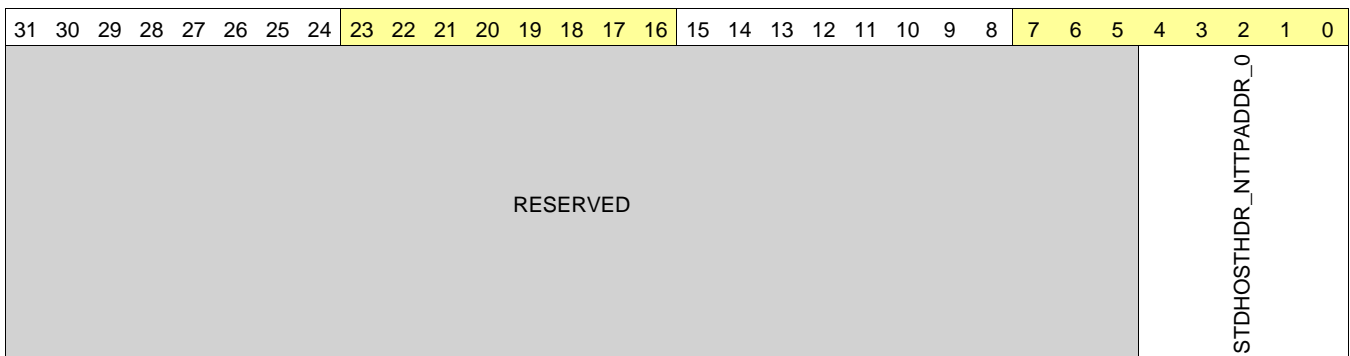 31 30 29 28 27 26 25 24 23 22 21 20 19 18 17 16 15 14 13 12 11 10 9 8 7 6 5 4 3 2 1 0
RESERVED
STDHOSTHDR_NTTPADDR_0